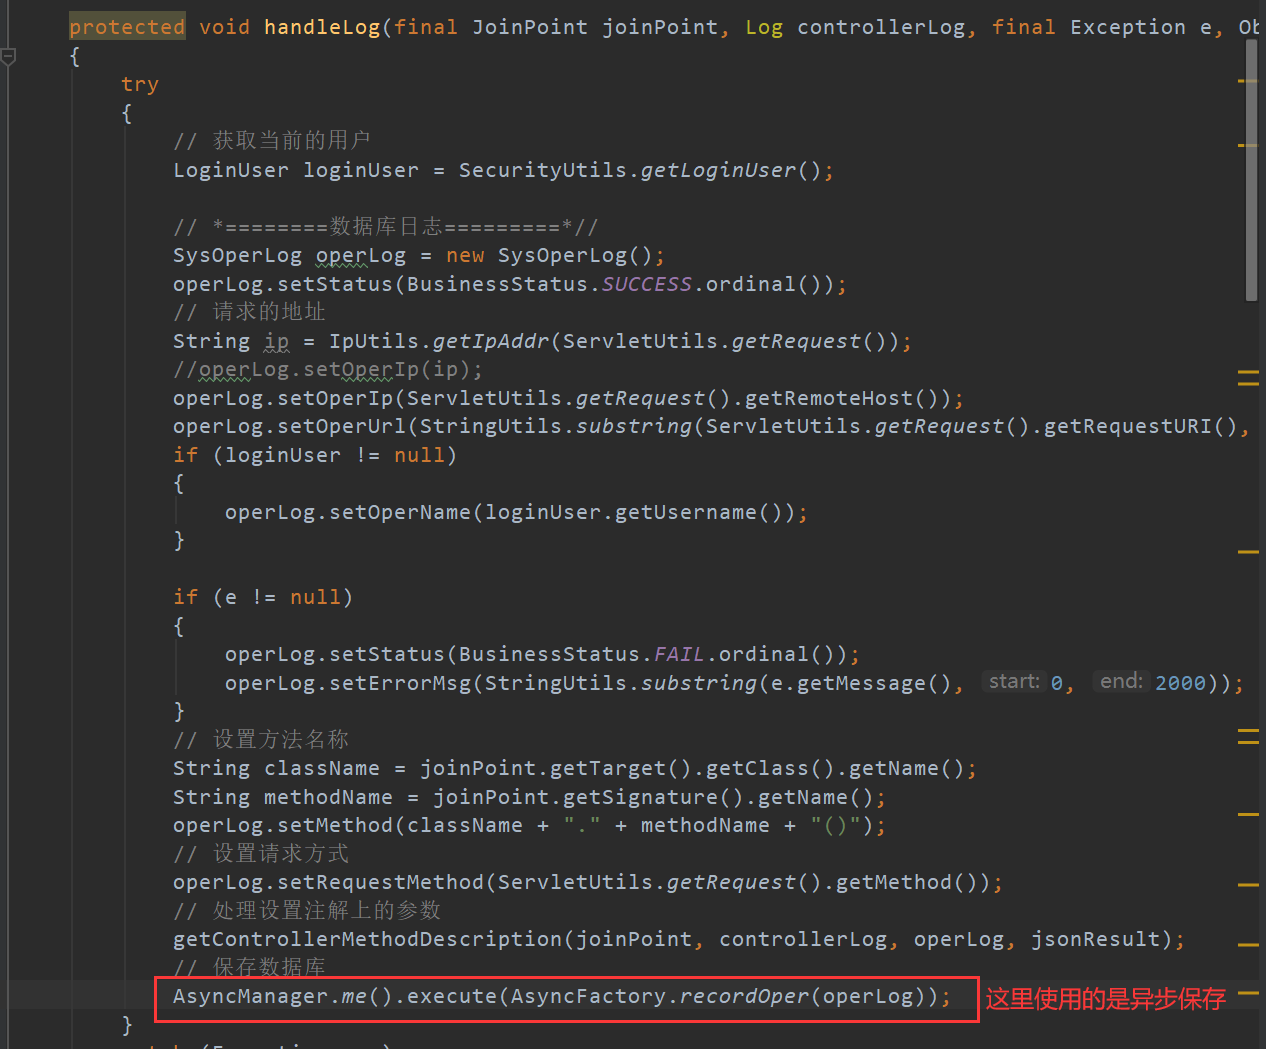 protected void handleLog(final JoinPoint joinPoint, Log controllerLog, final Exception e, Ob
{
try
{
// 获取当前的用户
LoginUser loginUser = SecurityUtils.getLoginUser();
// *========数据库日志=========*//
SysOperLog operLog = new SysOperLog();
operLog.setStatus(BusinessStatus.SUCCESS.ordinal());
// 请求的地址
String ip = IpUtils.getIpAddr(ServletUtils.getRequest());
//operLog.setOperIp(ip);
operLog.setOperIp(ServletUtils.getRequest().getRemoteHost());
operLog.setOperUrl(StringUtils.substring(ServletUtils.getRequest().getRequestURI(),
if (loginUser != null)
{
operLog.setOperName(loginUser.getUsername());
}
if (e != null)
{
operLog.setStatus(BusinessStatus.FAIL.ordinal());
operLog.setErrorMsg(StringUtils.substring(e.getMessage(), start: 0, end: 2000));
}
// 设置方法名称
String className = joinPoint.getTarget().getClass().getName();
String methodName = joinPoint.getSignature().getName();
operLog.setMethod(className + "." + methodName + "()");
// 设置请求方式
operLog.setRequestMethod(ServletUtils.getRequest().getMethod());
// 处理设置注解上的参数
getControllerMethodDescription(joinPoint, controllerLog, operLog, jsonResult);
// 保存数据库
AsyncManager.me().execute(AsyncFactory.recordOper(operLog)); 这里使用的是异步保存
}